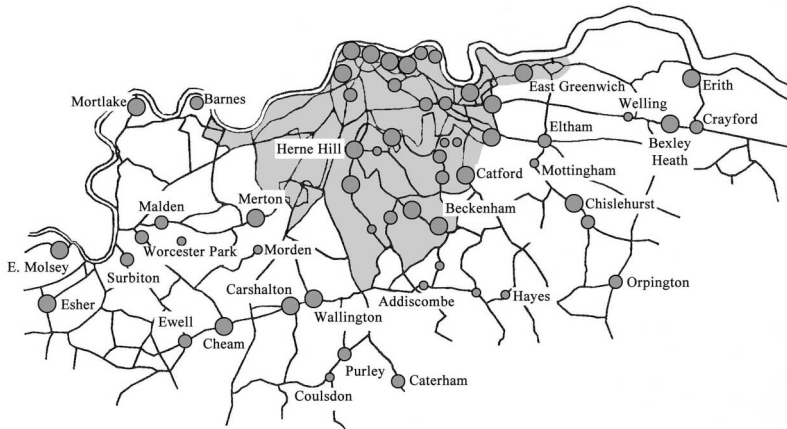 Mortlake
Barnes
East Greenwich
Erith
Welling
Herne Hill
Eltham
Crayford
Bexley
Heath
Catford
Mottingham
Malden
Merton
Beckenham
Chislehurst
Worcester Park
Morden
E. Molsey
Surbiton
Esher
Carshalton
Addiscombe
Hayes
Orpington
Ewell
Wallington
Cheam
Purley
Coulsdon
Caterham